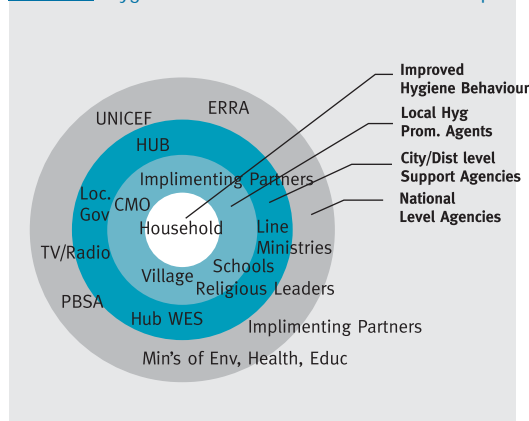 Improved
Hygiene Behaviour
ERRA
UNICEF
Local Hyg
Prom. Agents
HUB
City/Dist level
Support Agencies
Implimenting Partners
Loc.
Gov
CMO
National
Level Agencies
Household
Line
Ministries
TV/Radio
Schools
Village
Religious Leaders
PBSA
Hub WES
Implimenting Partners
Min's of Env, Health, Educ